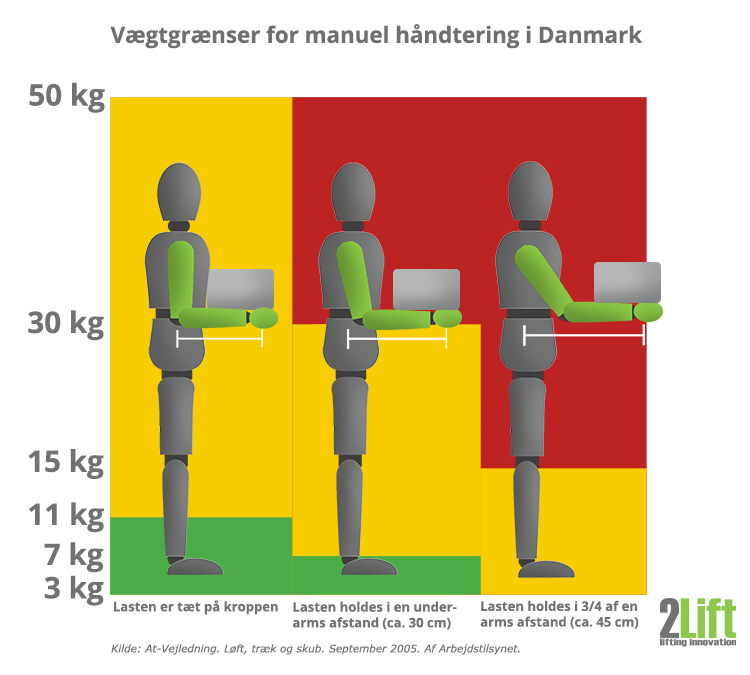 Vægtgrænser for manuel håndtering i Danmark
50 kg
30 kg
15 kg
11 kg
7 kg
3 kg
Lasten er tæt på kroppen
Lasten holdes i en under-
arms afstand (ca. 30 cm)
Lasten holdes i 3/4 af en
arms afstand (ca. 45 cm)
Kilde: At-Vejledning. Løft, træk og skub. September 2005. Af Arbejdstilsynet.
2Lift
lifting innovation